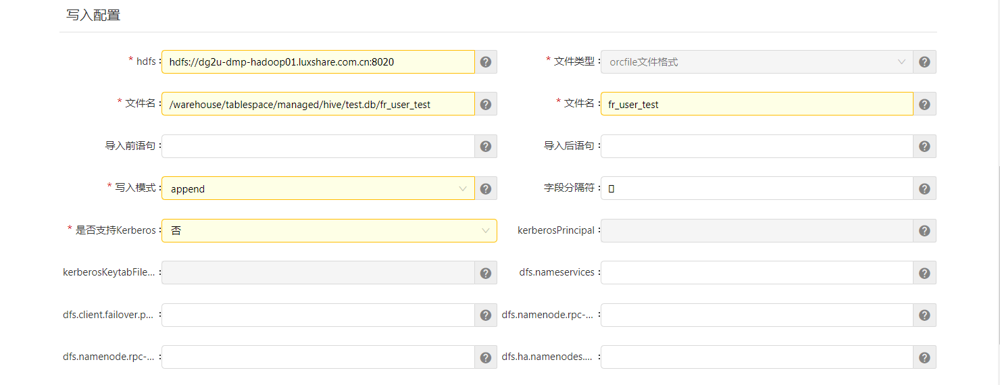 写入配置
* hdfs : hdfs://dg2u-dmp-hadoop01.luxshare.com.cn:8020
* 文件类型 : orcfile文件格式
* 文件名 : /warehouse/tablespace/managed/hive/test.db/fr_user_test
* 文件名 : fr_user_test
导入前语句 :
导入后语句 :
* 写入模式 : append
字段分隔符 :
* 是否支持Kerberos : 否
kerberosPrincipal :
kerberosKeytabFile... :
dfs.nameservices :
dfs.client.failover.p... :
dfs.namenode.rpc-... :
dfs.namenode.rpc-... :
dfs.ha.namenodes.... :